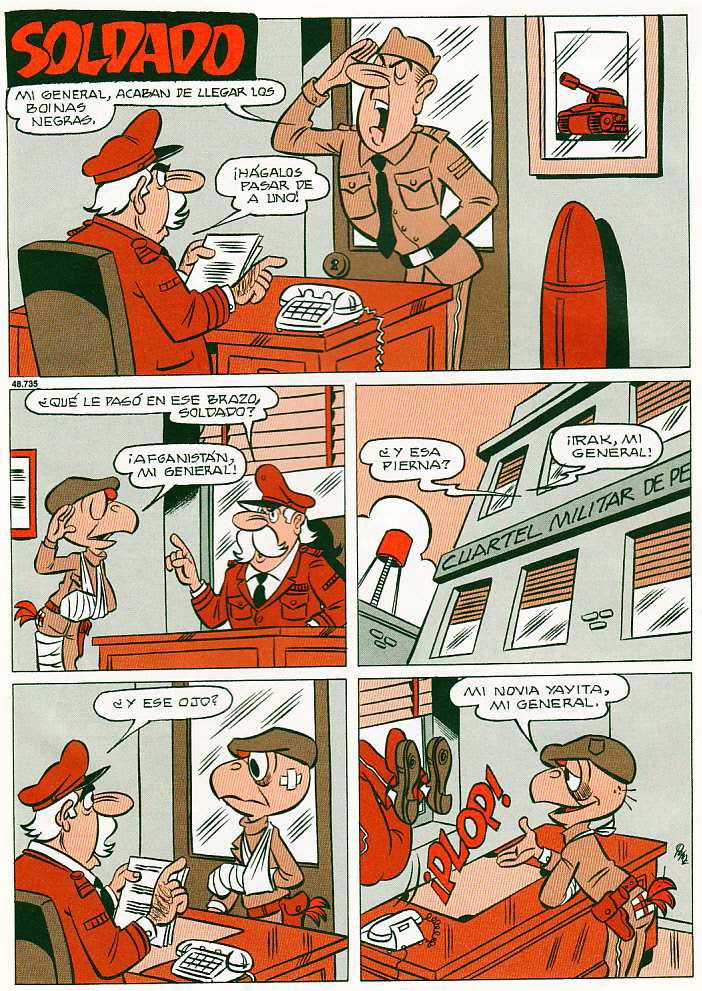 SOLDADO
MI GENERAL, ACABAN DE LLEGAR LOS
BOINAS
NEGRAS.
¡HÁGALOS
PASAR DE
A UNO!
48.735
¿QUÉ LE PASÓ EN ESE BRAZO,
SOLDADO?
¡AFGANISTÁN,
MI GENERAL!
¿Y ESA
PIERNA?
¡IRAK, MI
GENERAL!
CUARTEL MILITAR DE PE
¿Y ESE OJO?
MI NOVIA YAYITA,
MI GENERAL.
¡PLOP!